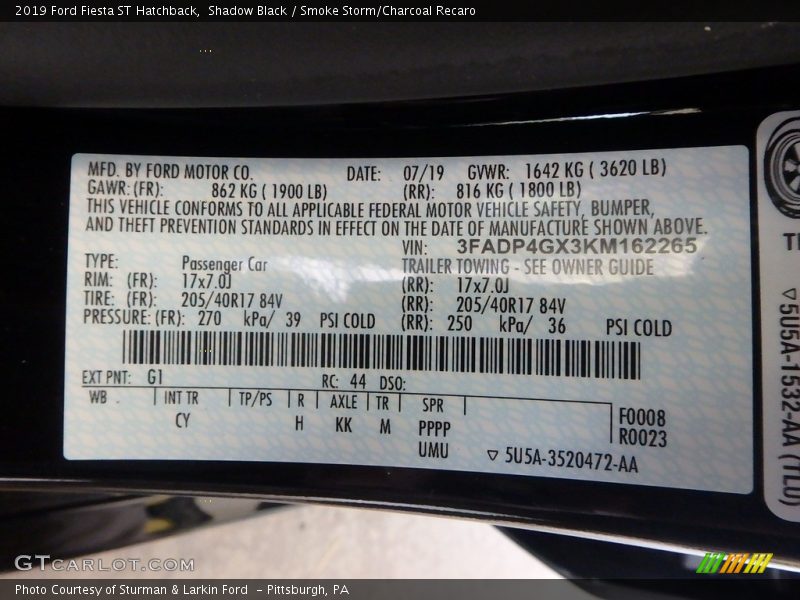 2019 Ford Fiesta ST Hatchback,  Shadow Black / Smoke Storm/Charcoal Recaro
MFD. BY FORD MOTOR CO. DATE: 07/19 GVWR: 1642 KG ( 3620 LB)
GAWR: (FR): 862 KG ( 1900 LB) (RR): 816 KG ( 1800 LB)
THIS VEHICLE CONFORMS TO ALL APPLICABLE FEDERAL MOTOR VEHICLE SAFETY, BUMPER,
AND THEFT PREVENTION STANDARDS IN EFFECT ON THE DATE OF MANUFACTURE SHOWN ABOVE.
VIN: 3FADP4GX3KM162265
TYPE: Passenger Car TRAILER TOWING - SEE OWNER GUIDE
RIM: (FR): 17x7.0J (RR): 17x7.0J
TIRE: (FR): 205/40R17 84V (RR): 205/40R17 84V
PRESSURE: (FR): 270 kPa/ 39 PSI COLD (RR): 250 kPa/ 36 PSI COLD
EXT PNT: G1 RC: 44 DSO:
WB INT TR TP/PS R AXLE TR SPR
CY H KK M PPPP
UMU
F0008
R0023
5U5A-3520472-AA
5U5A-1532-AA (TL0)
GTCARLOT.COM
Photo Courtesy of Sturman & Larkin Ford  - Pittsburgh, PA